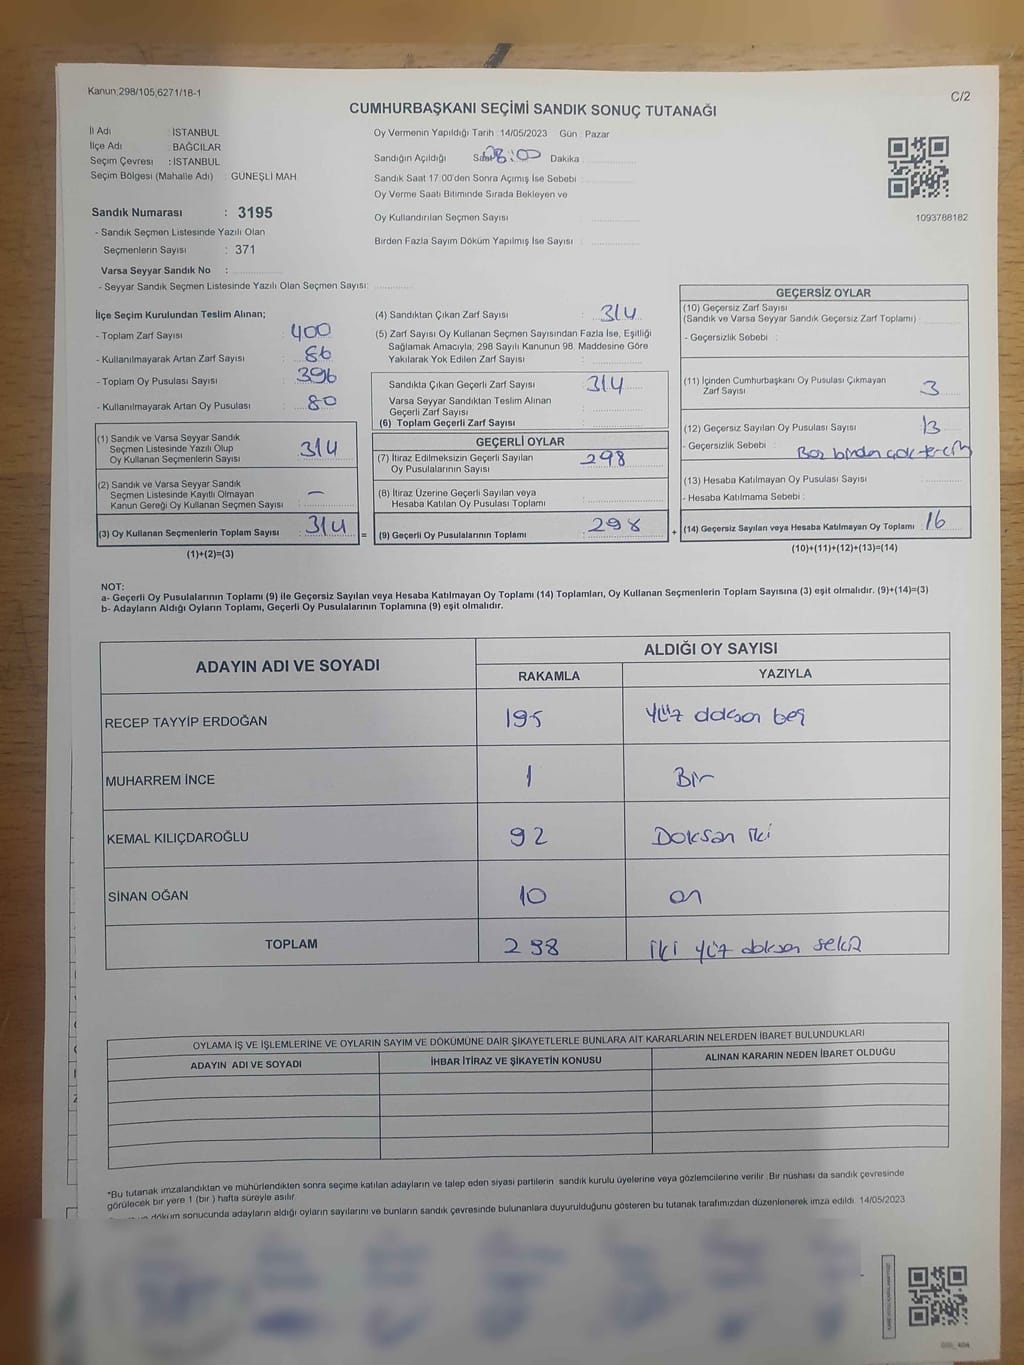 Kanun;298/105,6271/18-1
C/2
CUMHURBAŞKANI SEÇİMİ SANDIK SONUÇ TUTANAĞI
İl Adı : İSTANBUL
İlçe Adı : BAĞCILAR
Seçim Çevresi : İSTANBUL
Seçim Bölgesi (Mahalle Adı) : GÜNEŞLİ MAH
Sandık Numarası : 3195
- Sandık Seçmen Listesinde Yazılı Olan
Seçmenlerin Sayısı : 371
Varsa Seyyar Sandık No :
- Seyyar Sandık Seçmen Listesinde Yazılı Olan Seçmen Sayısı:
Oy Vermenin Yapıldığı Tarih : 14/05/2023 Gün : Pazar
Sandığın Açıldığı Saat 08:00 Dakika
Sandık Saat 17.00'den Sonra Açımış İse Sebebi :
Oy Verme Saati Bitiminde Sırada Bekleyen ve
Oy Kullandırılan Seçmen Sayısı :
Birden Fazla Sayım Döküm Yapılmış İse Sayısı :
1093788182
İlçe Seçim Kurulundan Teslim Alınan;
- Toplam Zarf Sayısı : 400
- Kullanılmayarak Artan Zarf Sayısı : 86
- Toplam Oy Pusulası Sayısı : 396
- Kullanılmayarak Artan Oy Pusulası : 80
(1) Sandık ve Varsa Seyyar Sandık
Seçmen Listesinde Yazılı Olup
Oy Kullanan Seçmenlerin Sayısı : 314
(2) Sandık ve Varsa Seyyar Sandık
Seçmen Listesinde Kayıtlı Olmayan
Kanun Gereği Oy Kullanan Seçmen Sayısı : –
(3) Oy Kullanan Seçmenlerin Toplam Sayısı : 314
(1)+(2)=(3)
(4) Sandıktan Çıkan Zarf Sayısı : 314
(5) Zarf Sayısı Oy Kullanan Seçmen Sayısından Fazla İse, Eşitliği
Sağlamak Amacıyla; 298 Sayılı Kanunun 98. Maddesine Göre
Yakılarak Yok Edilen Zarf Sayısı :
Sandıkta Çıkan Geçerli Zarf Sayısı : 314
Varsa Seyyar Sandıktan Teslim Alınan
Geçerli Zarf Sayısı :
(6) Toplam Geçerli Zarf Sayısı :
GEÇERLİ OYLAR
(7) İtiraz Edilmeksizin Geçerli Sayılan
Oy Pusulalarının Sayısı : 298
(8) İtiraz Üzerine Geçerli Sayılan veya
Hesaba Katılan Oy Pusulası Toplamı :
= (9) Geçerli Oy Pusulalarının Toplamı : 298
GEÇERSİZ OYLAR
(10) Geçersiz Zarf Sayısı
(Sandık ve Varsa Seyyar Sandık Geçersiz Zarf Toplamı) :
- Geçersizlik Sebebi :
(11) İçinden Cumhurbaşkanı Oy Pusulası Çıkmayan
Zarf Sayısı : 3
(12) Geçersiz Sayılan Oy Pusulası Sayısı : 13
- Geçersizlik Sebebi :
(13) Hesaba Katılmayan Oy Pusulası Sayısı :
- Hesaba Katılmama Sebebi :
+ (14) Geçersiz Sayılan veya Hesaba Katılmayan Oy Toplamı : 16
(10)+(11)+(12)+(13)=(14)
NOT:
a- Geçerli Oy Pusulalarının Toplamı (9) ile Geçersiz Sayılan veya Hesaba Katılmayan Oy Toplamı (14) Toplamları, Oy Kullanan Seçmenlerin Toplam Sayısına (3) eşit olmalıdır. (9)+(14)=(3)
b- Adayların Aldığı Oyların Toplamı, Geçerli Oy Pusulalarının Toplamına (9) eşit olmalıdır.
ADAYIN ADI VE SOYADI
ALDIĞI OY SAYISI
RAKAMLA YAZIYLA
RECEP TAYYİP ERDOĞAN 195 yüz doksan beş
MUHARREM İNCE 1 Bir
KEMAL KILIÇDAROĞLU 92 Doksan iki
SİNAN OĞAN 10 on
TOPLAM 298 iki yüz doksan sekiz
OYLAMA İŞ VE İŞLEMLERİNE VE OYLARIN SAYIM VE DÖKÜMÜNE DAİR ŞİKAYETLERLE BUNLARA AİT KARARLARIN NELERDEN İBARET BULUNDUKLARI
ADAYIN ADI VE SOYADI İHBAR İTİRAZ VE ŞİKAYETİN KONUSU ALINAN KARARIN NEDEN İBARET OLDUĞU
*Bu tutanak imzalandıktan ve mühürlendikten sonra seçime katılan adayların ve talep eden siyasi partilerin sandık kurulu üyelerine veya gözlemcilerine verilir. Bir nüshası da sandık çevresinde
görülecek bir yere 1 (bir ) hafta süreyle asılır.
döküm sonucunda adayların aldığı oyların sayılarını ve bunların sandık çevresinde bulunanlara duyurulduğunu gösteren bu tutanak tarafımızdan düzenlenerek imza edildi. 14/05/2023